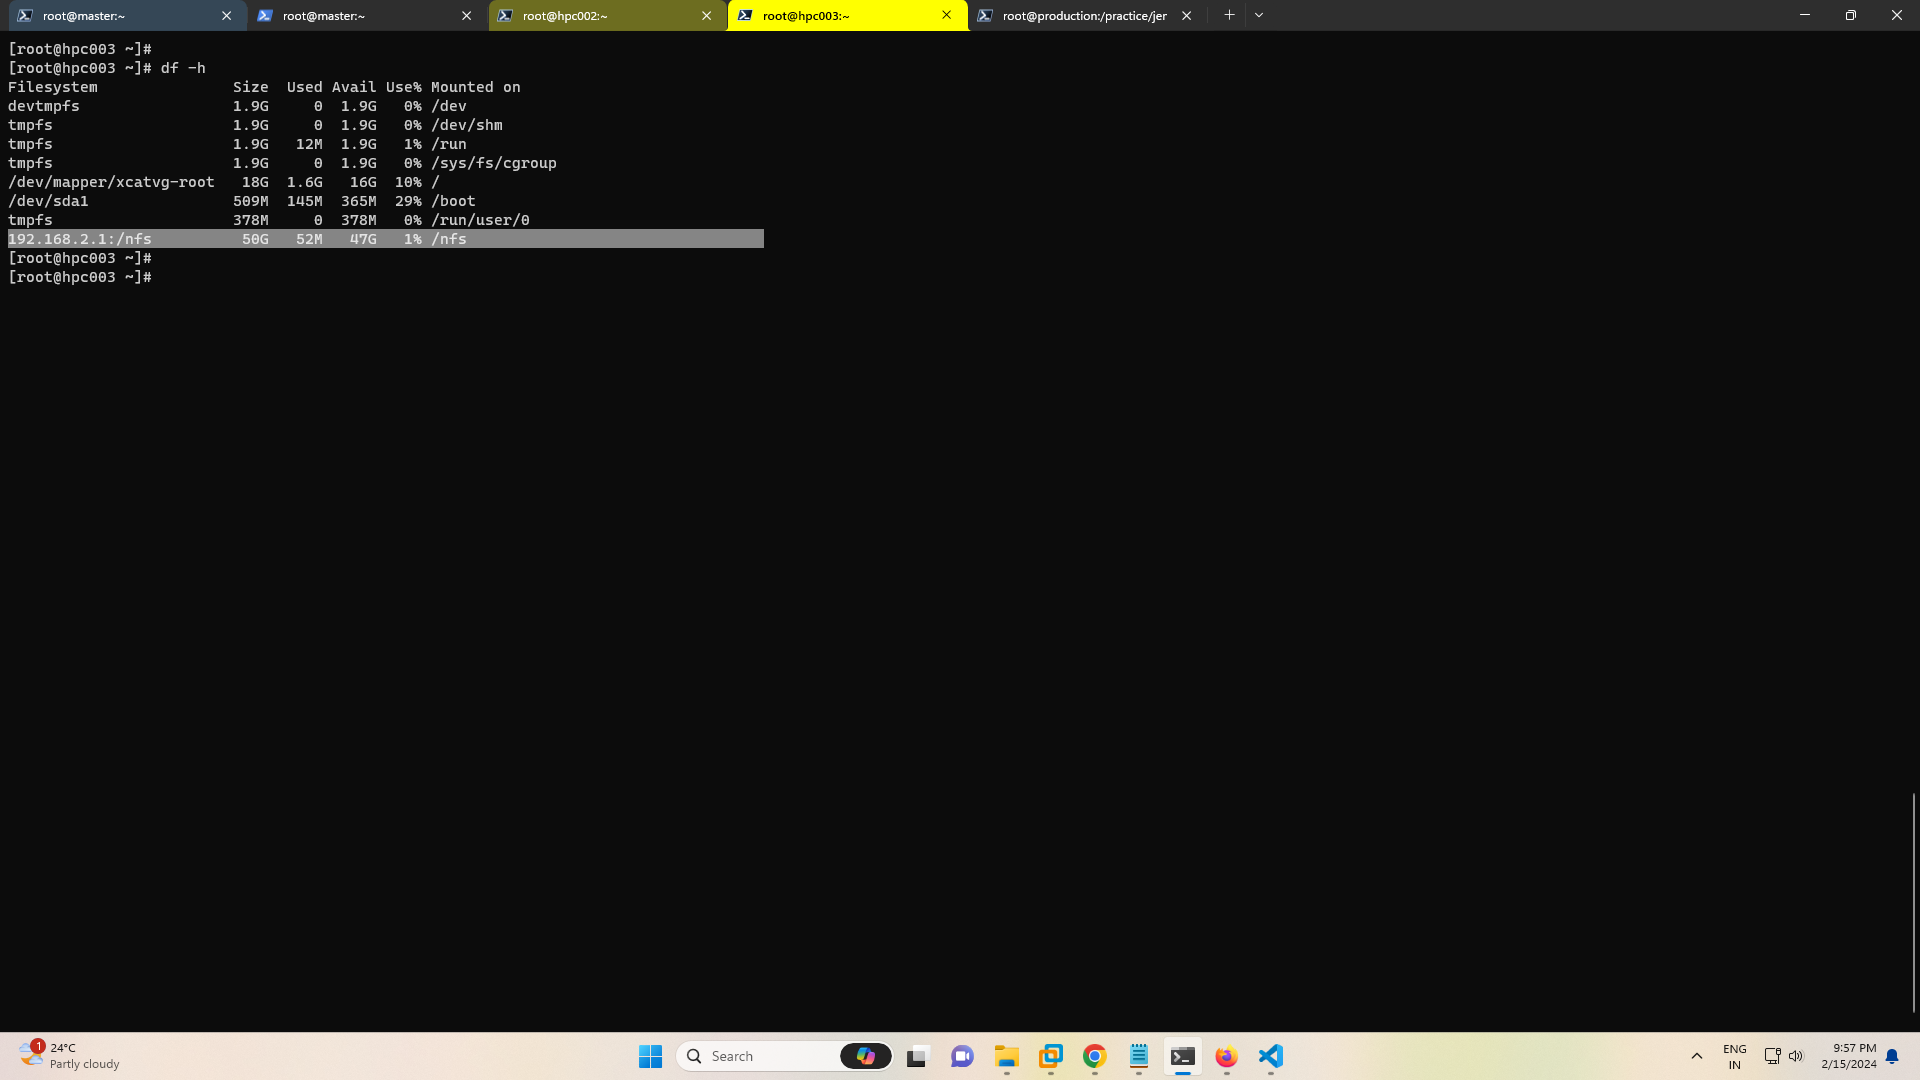 root@master:~ root@master:~ root@hpc002:~ root@hpc003:~ root@production:/practice/jer
[root@hpc003 ~]#
[root@hpc003 ~]# df -h
Filesystem               Size  Used Avail Use% Mounted on
devtmpfs                 1.9G     0  1.9G   0% /dev
tmpfs                    1.9G     0  1.9G   0% /dev/shm
tmpfs                    1.9G   12M  1.9G   1% /run
tmpfs                    1.9G     0  1.9G   0% /sys/fs/cgroup
/dev/mapper/xcatvg-root   18G  1.6G   16G  10% /
/dev/sda1                509M  145M  365M  29% /boot
tmpfs                    378M     0  378M   0% /run/user/0
192.168.2.1:/nfs          50G   52M   47G   1% /nfs
[root@hpc003 ~]#
[root@hpc003 ~]#
1
24°C
Partly cloudy
Search
ENG
IN
9:57 PM
2/15/2024